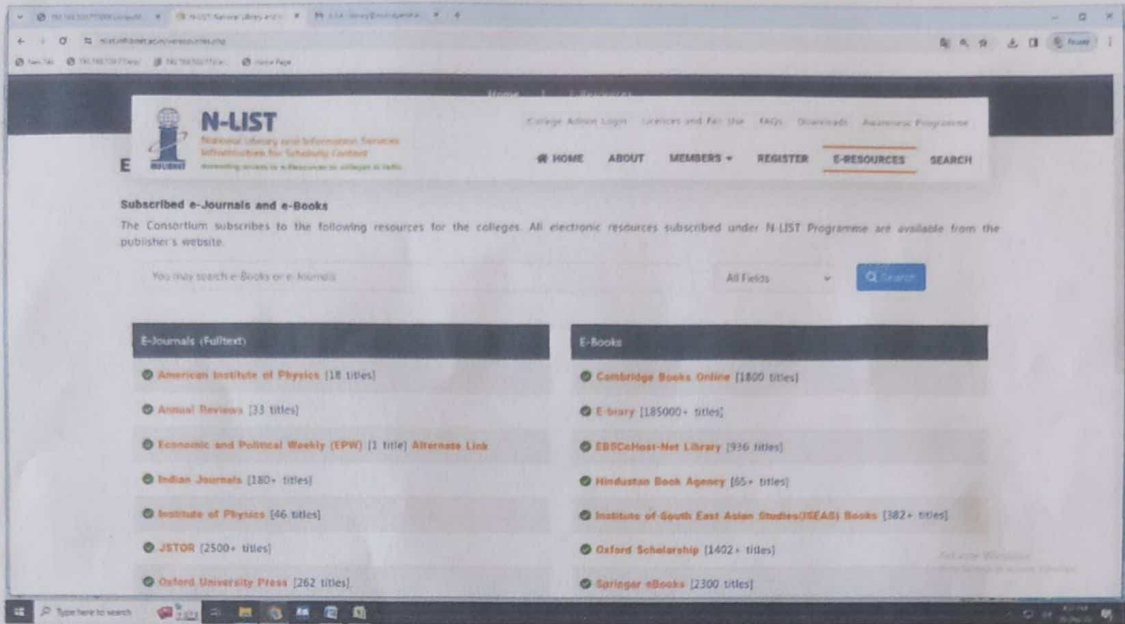 Home
N-LIST
National Library and Information Services
Infrastructure for Scholarly Content
College Admin Login
FAQs
Downloads
Awareness Programme
HOME ABOUT MEMBERS REGISTER E-RESOURCES SEARCH
E
Subscribed e-Journals and e-Books
The Consortium subscribes to the following resources for the colleges. All electronic resources subscribed under N-LIST Programme are available from the
publisher's website.
You may search e-Books or e-Journals
All Fields
Search
E-Journals (Fulltext)
American Institute of Physics [18 titles]
Annual Reviews [33 titles]
Economic and Political Weekly (EPW) [1 title] Alternate Link
Indian Journals [180+ titles]
Institute of Physics [46 titles]
JSTOR [2500+ titles]
Oxford University Press [262 titles]
E-Books
Cambridge Books Online [1800 titles]
E-brary [185000+ titles]
EBSCoHost-Net Library [936 titles]
Hindustan Book Agency [65+ titles]
Institute of South East Asian Studies(ISEAS) Books [382+ titles]
Oxford Scholarship [1402+ titles]
Springer eBooks [2300 titles]
Type here to search